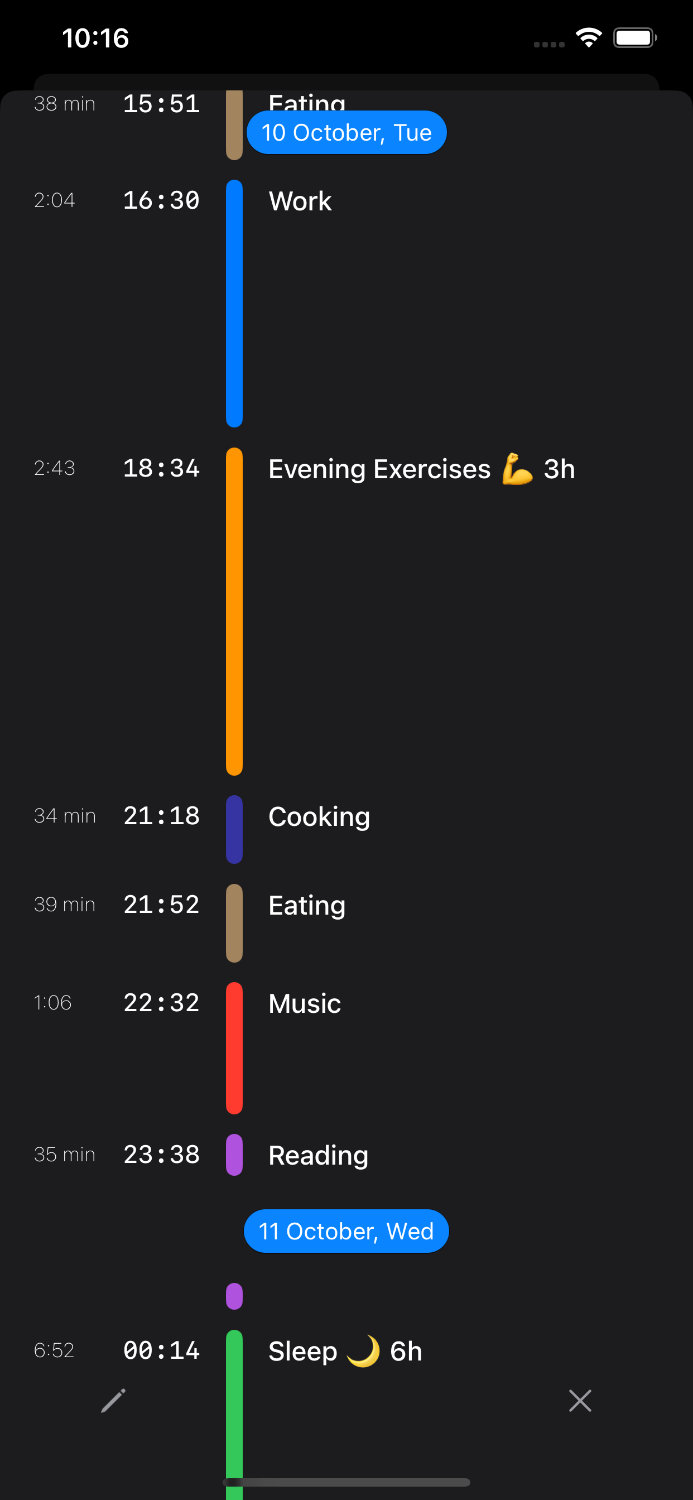 10:16
38 min 15:51 Eating
10 October, Tue
2:04 16:30 Work
2:43 18:34 Evening Exercises 💪 3h
34 min 21:18 Cooking
39 min 21:52 Eating
1:06 22:32 Music
35 min 23:38 Reading
11 October, Wed
6:52 00:14 Sleep 🌙 6h